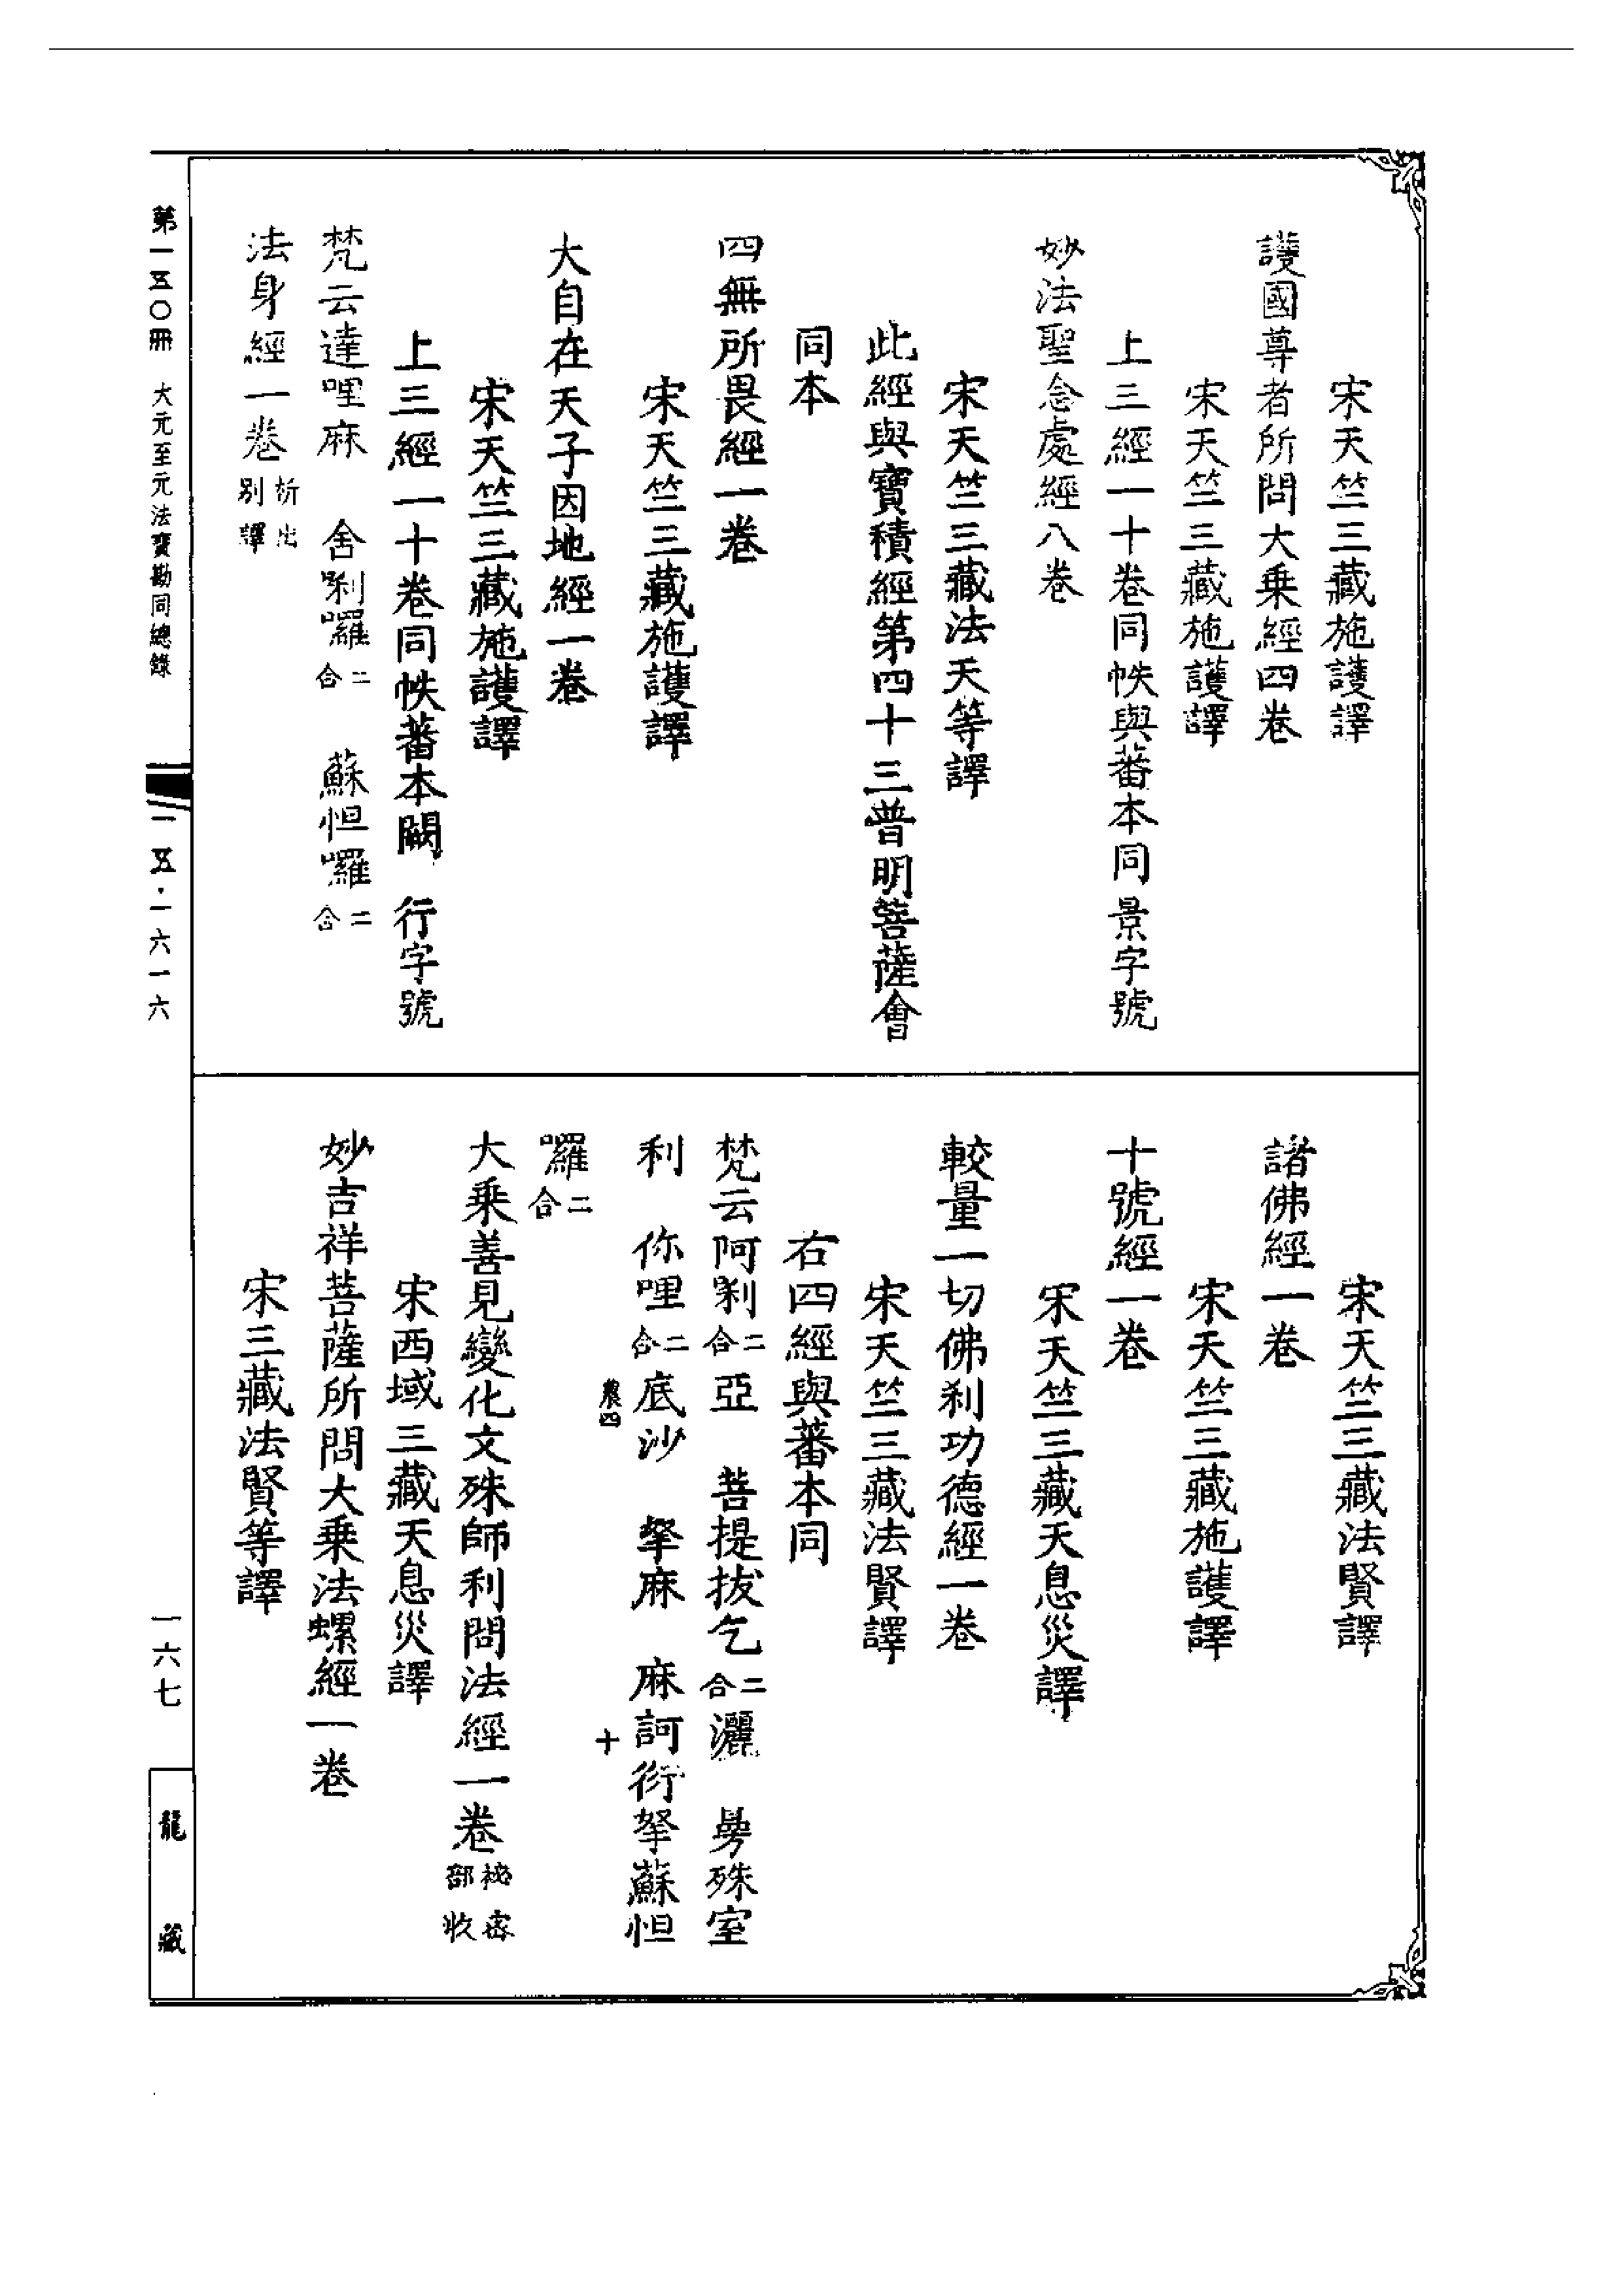 宋天竺三藏施護譯
護國尊者所問大乘經四卷
宋天竺三藏施護譯
上三經一十卷同帙與蕃本同景字號
妙法聖念處經八卷
宋天竺三藏法天等譯
此經與寶積經第四十三普明菩薩會
同本
四無所畏經一卷
宋天竺三藏施護譯
大自在天子因地經一卷
宋天竺三藏施護譯
上三經一十卷同帙蕃本闕 行字號
梵云達哩麻 舍唎囉二合 蘇怛囉二合
法身經一卷析出別譯
宋天竺三藏法賢譯
諸佛經一卷
宋天竺三藏施護譯
十號經一卷
宋天竺三藏天息災譯
較量一切佛剎功德經一卷
宋天竺三藏法賢譯
右四經與蕃本同
梵云阿唎二合亞 菩提拔乞二合灑 曼殊室
利 你哩二合底沙 拏麻 麻訶衍拏蘇怛
農四 十
囉二合
大乘善見變化文殊師利問法經一卷祕密部收
宋西域三藏天息災譯
妙吉祥菩薩所問大乘法螺經一卷
宋三藏法賢等譯
第一五〇冊 大元至元法寶勘同總錄
一五·一六一六
一六七
龍藏